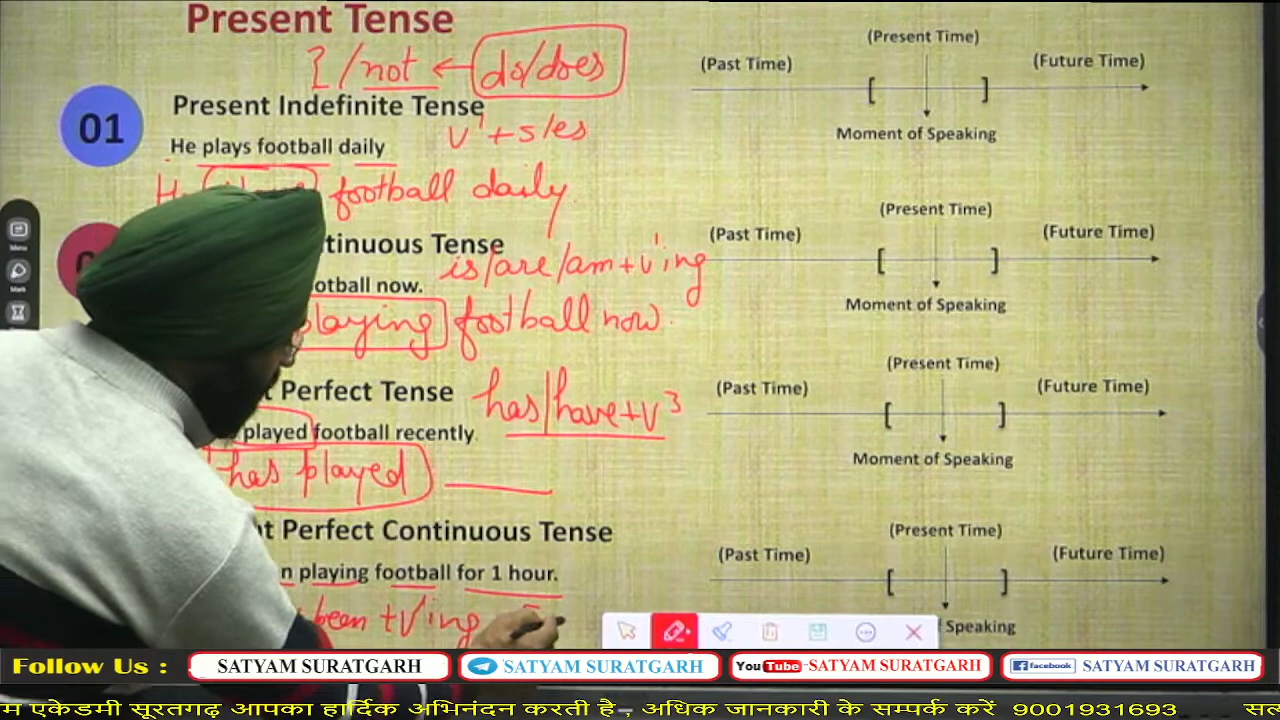 Present Tense
I /not ← do/does
01
Present Indefinite Tense
He plays football daily
V¹ + s/es
football daily.
tinuous Tense
is/are/am+V¹ing
ootball now.
playing football now.
Perfect Tense
has/have+V³
played football recently
has played
t Perfect Continuous Tense
n playing football for 1 hour.
been +V¹ing
(Past Time)
(Present Time)
(Future Time)
Moment of Speaking
(Past Time)
(Present Time)
(Future Time)
Moment of Speaking
(Past Time)
(Present Time)
(Future Time)
Moment of Speaking
(Past Time)
(Present Time)
(Future Time)
Speaking
Menu
Mark
Follow Us :
SATYAM SURATGARH
SATYAM SURATGARH
YouTube -SATYAM SURATGARH
facebook SATYAM SURATGARH
म एकेडमी सूरतगढ़ आपका हार्दिक अभिनंदन करती है , अधिक जानकारी के सम्पर्क करें 9001931693 सत